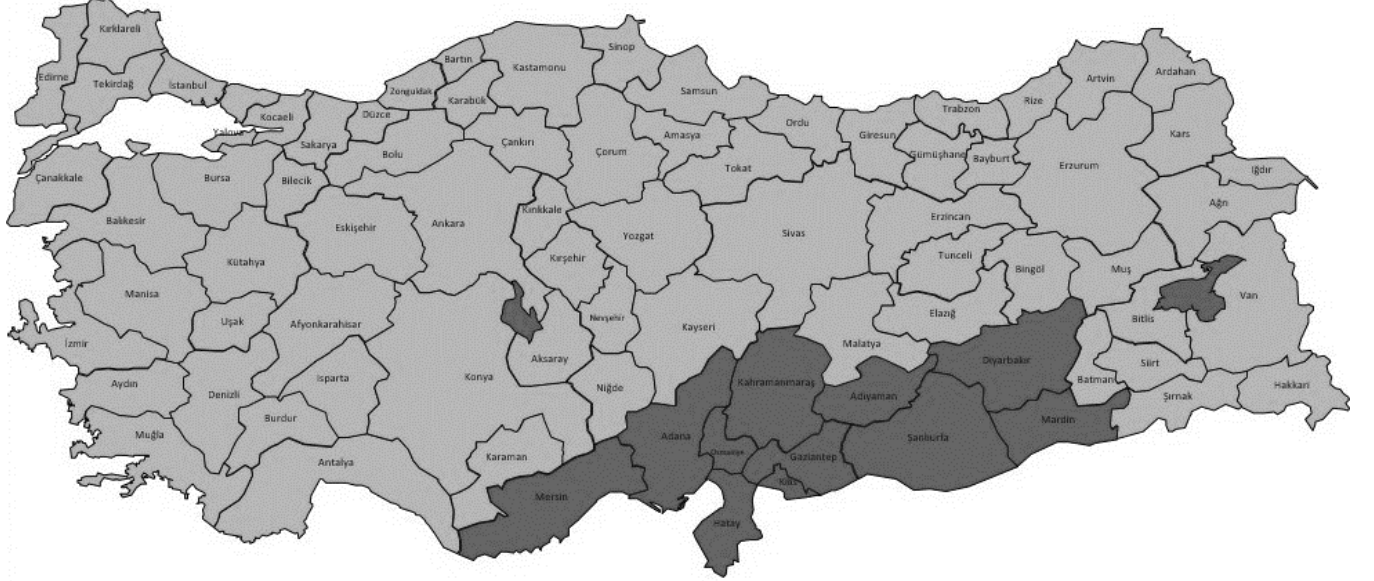 Kırklareli
Edirne
Tekirdağ
İstanbul
Kocaeli
Yalova
Sakarya
Düzce
Zonguldak
Bartın
Karabük
Kastamonu
Sinop
Samsun
Ordu
Giresun
Trabzon
Rize
Artvin
Ardahan
Kars
Iğdır
Ağrı
Erzurum
Bayburt
Gümüşhane
Tokat
Amasya
Çorum
Çankırı
Bolu
Bilecik
Bursa
Çanakkale
Balıkesir
Kütahya
Eskişehir
Ankara
Kırıkkale
Kırşehir
Yozgat
Sivas
Erzincan
Tunceli
Bingöl
Muş
Bitlis
Van
Hakkari
Şırnak
Siirt
Batman
Diyarbakır
Elazığ
Malatya
Kayseri
Nevşehir
Aksaray
Niğde
Konya
Afyonkarahisar
Uşak
Manisa
İzmir
Aydın
Denizli
Isparta
Burdur
Muğla
Antalya
Karaman
Mersin
Adana
Osmaniye
Kahramanmaraş
Adıyaman
Gaziantep
Kilis
Hatay
Şanlıurfa
Mardin